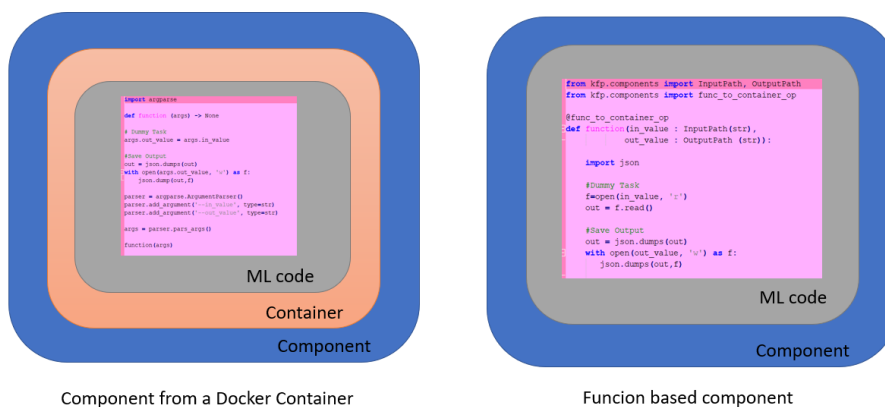 import argparse
def function (args) -> None
# Dummy Task
args.out_value = args.in_value
#Save Output
out = json.dumps(out)
with open(args.out_value, 'w') as f:
json.dump(out,f)
parser = argparse.ArgumentParser()
parser.add_argument('--in_value', type=str)
parser.add_argument('--out_value', type=str)
args = parser.pars_args()
function(args)
ML code
Container
Component
Component from a Docker Container
from kfp.components import InputPath, OutputPath
from kfp.components import func_to_container_op
@func_to_container_op
def function(in_value : InputPath(str),
out_value : OutputPath (str)):
import json
#Dummy Task
f=open(in_value, 'r')
out = f.read()
#Save Output
out = json.dumps(out)
with open(out_value, 'w') as f:
json.dumps(out,f)
ML code
Component
Funcion based component